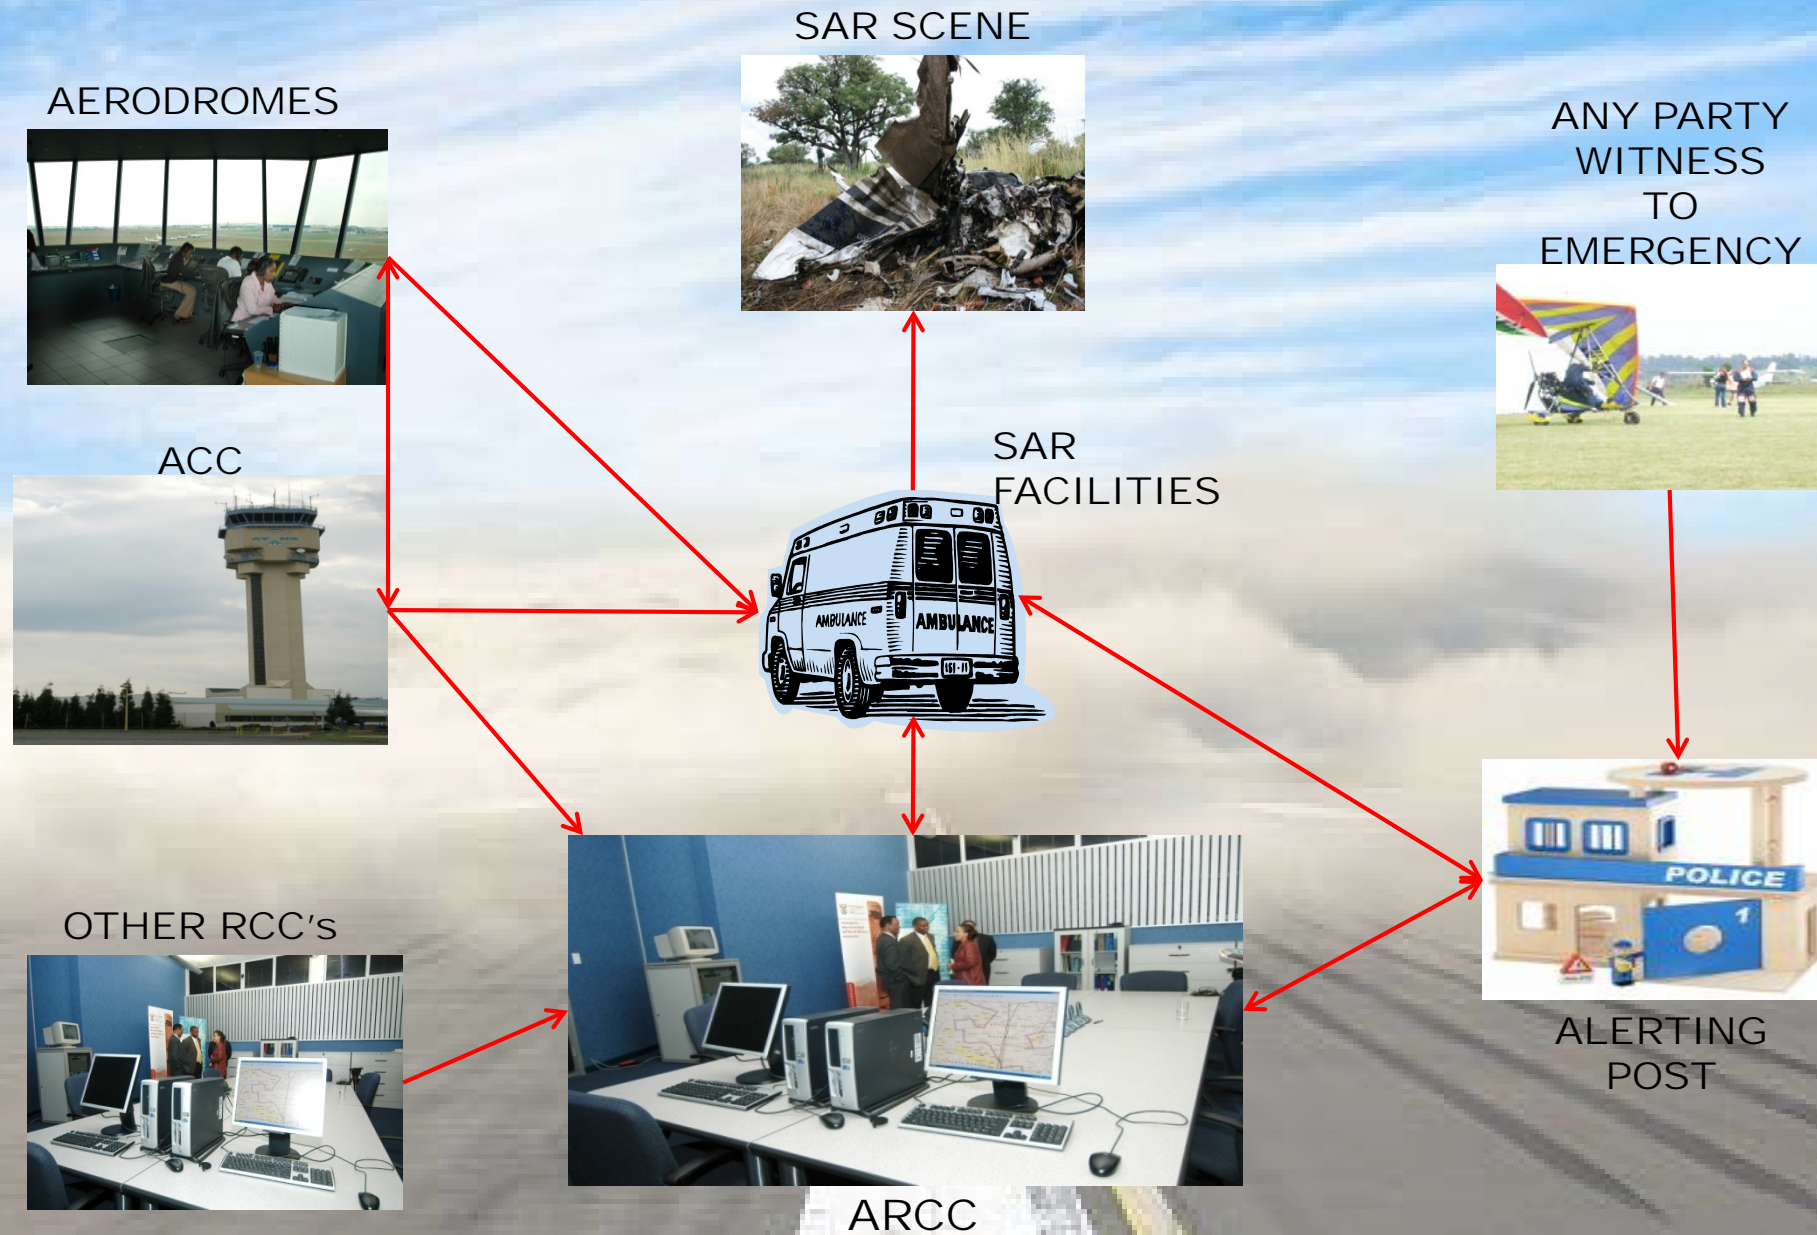 SAR SCENE
AERODROMES
ANY PARTY
WITNESS
TO
EMERGENCY
ACC
SAR
FACILITIES
AMBULANCE
AMBULANCE
POLICE
1
OTHER RCC's
ALERTING
POST
ARCC